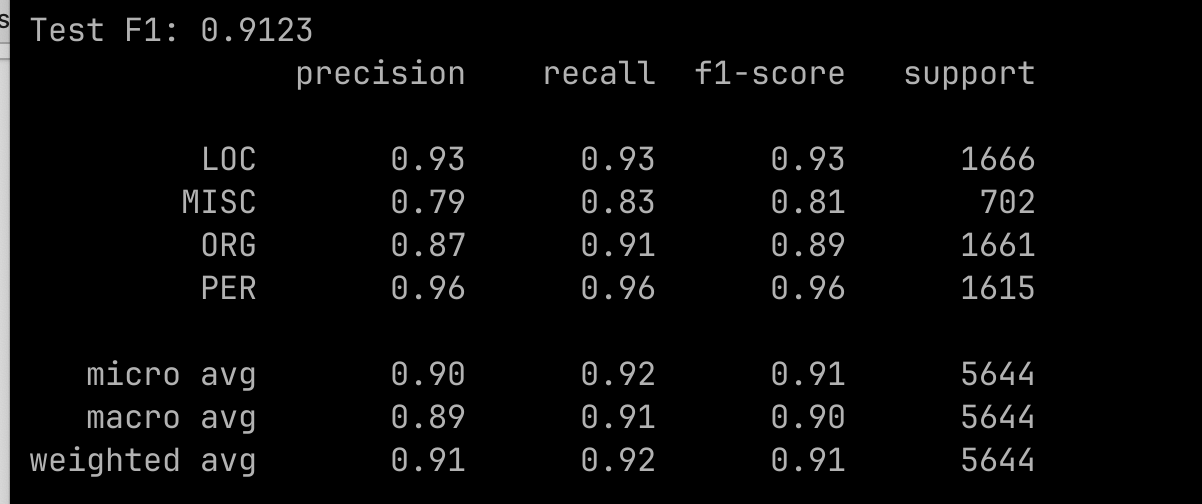 Test F1: 0.9123
precision recall f1-score support
LOC 0.93 0.93 0.93 1666
MISC 0.79 0.83 0.81 702
ORG 0.87 0.91 0.89 1661
PER 0.96 0.96 0.96 1615
micro avg 0.90 0.92 0.91 5644
macro avg 0.89 0.91 0.90 5644
weighted avg 0.91 0.92 0.91 5644